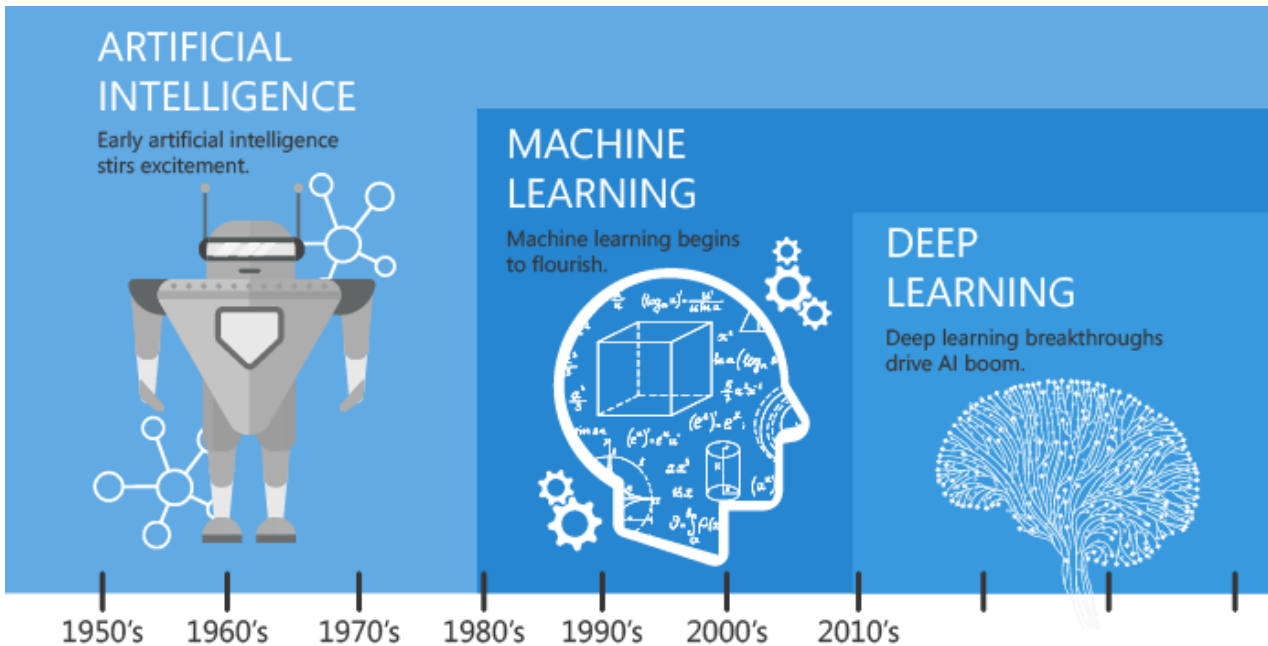 ARTIFICIAL
INTELLIGENCE
Early artificial intelligence
stirs excitement.
MACHINE
LEARNING
Machine learning begins
to flourish.
DEEP
LEARNING
Deep learning breakthroughs
drive AI boom.
1950's 1960's 1970's 1980's 1990's 2000's 2010's